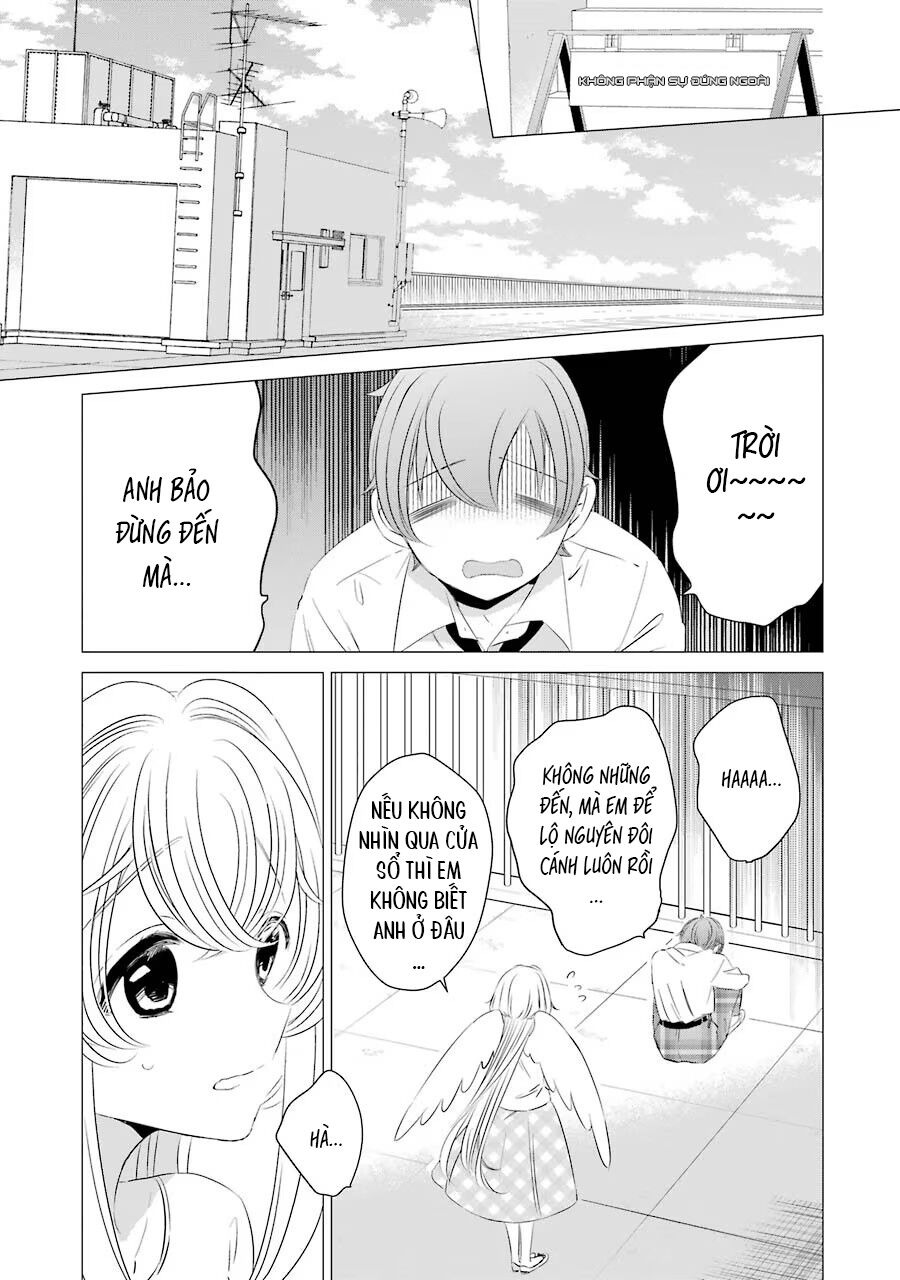 KHÔNG PHẬN SỰ ĐỨNG NGOÀI
TRỜI
ƠI~~~~
~~
ANH BẢO
ĐỪNG ĐẾN
MÀ...
HAAAA...
KHÔNG NHỮNG
ĐẾN, MÀ EM ĐỂ
LỘ NGUYÊN ĐÔI
CÁNH LUÔN RỒI
...
NẾU KHÔNG
NHÌN QUA CỬA
SỔ THÌ EM
KHÔNG BIẾT
ANH Ở ĐÂU
...
HÀ...